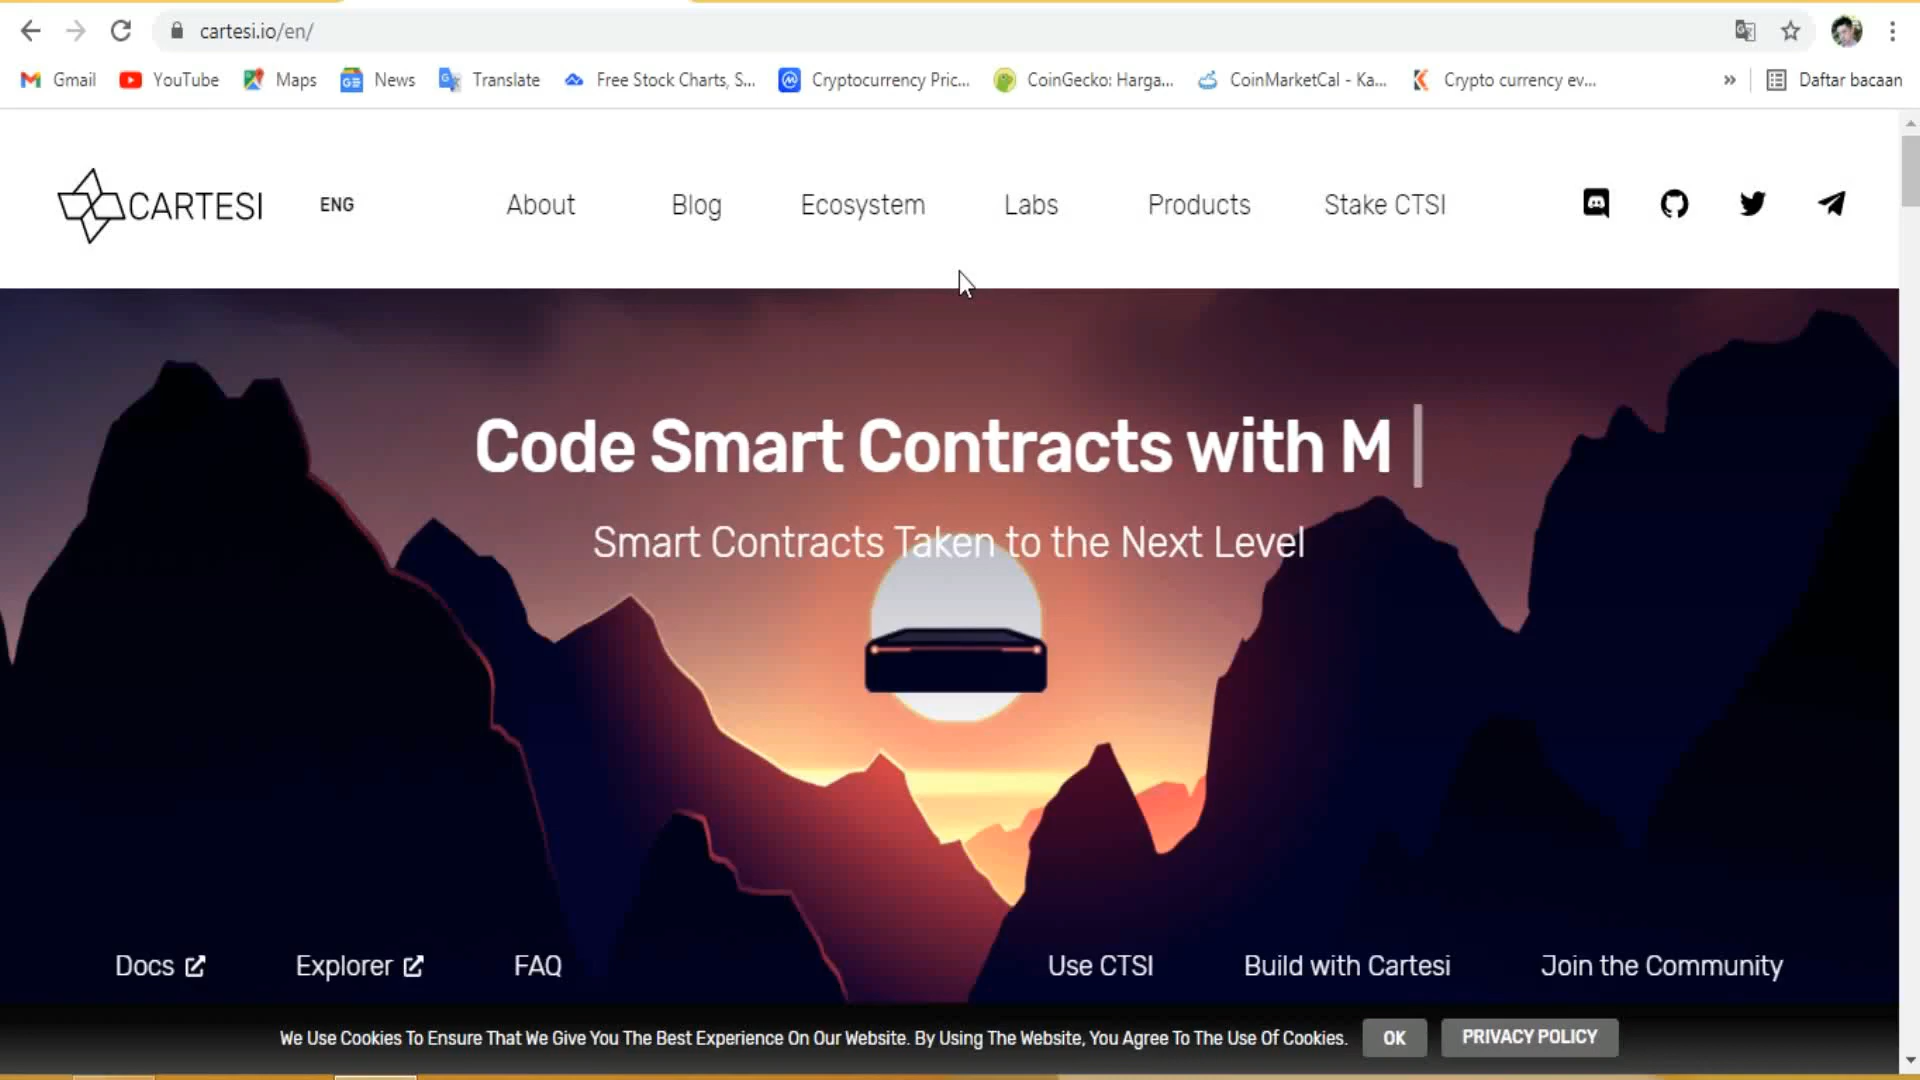 cartesi.io/en/
Gmail YouTube Maps News Translate Free Stock Charts, S... Cryptocurrency Pric... CoinGecko: Harga... CoinMarketCal - Ka... Crypto currency ev... » Daftar bacaan
CARTESI ENG About Blog Ecosystem Labs Products Stake CTSI
Code Smart Contracts with M
Smart Contracts Taken to the Next Level
Docs Explorer FAQ Use CTSI Build with Cartesi Join the Community
We Use Cookies To Ensure That We Give You The Best Experience On Our Website. By Using The Website, You Agree To The Use Of Cookies. OK PRIVACY POLICY